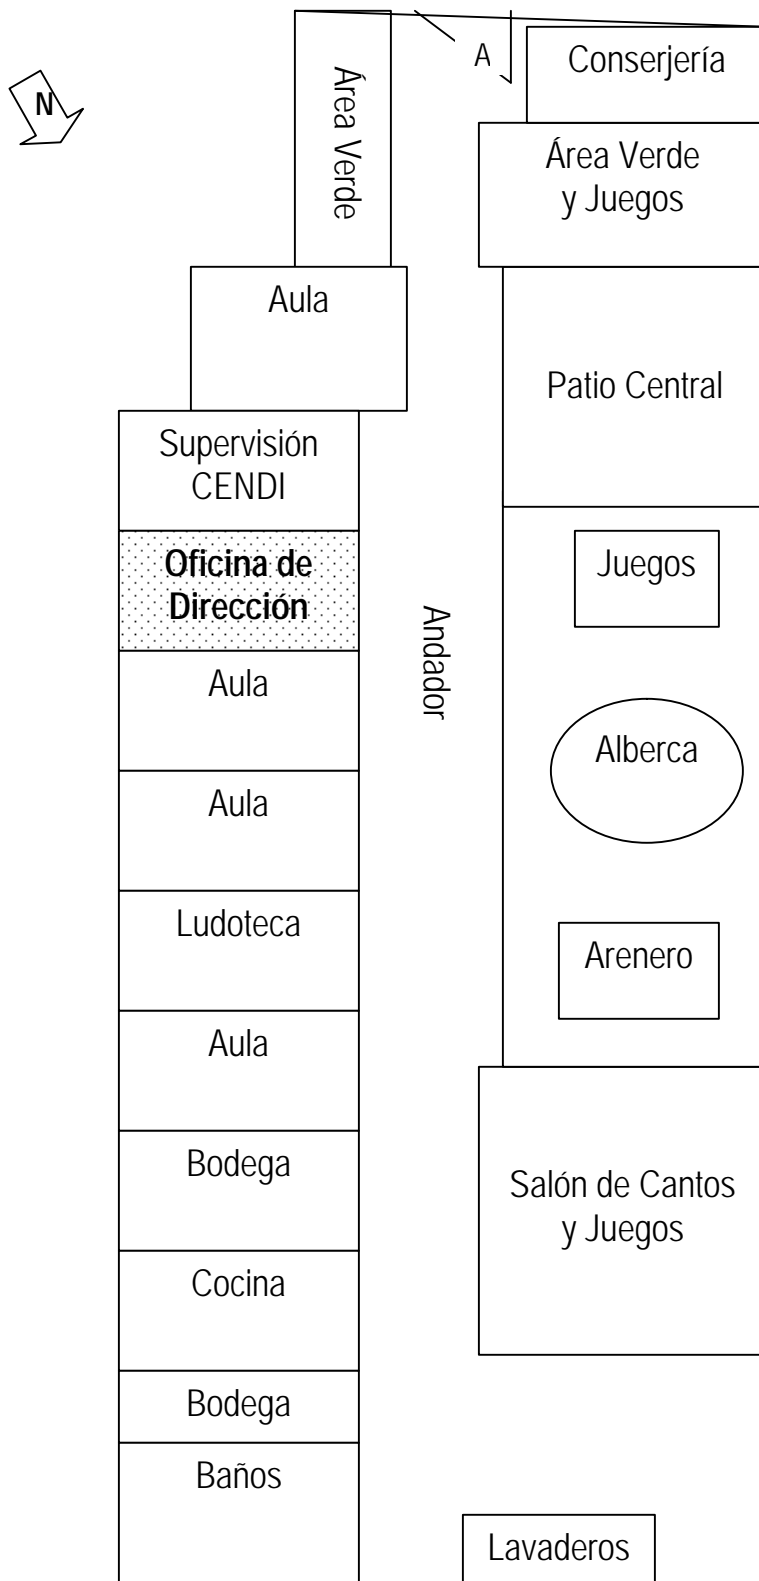 A
Conserjería
N
Área Verde
Área Verde
y Juegos
Aula
Patio Central
Supervisión
CENDI
Oficina de
Dirección
Juegos
Andador
Aula
Alberca
Aula
Ludoteca
Arenero
Aula
Bodega
Salón de Cantos
y Juegos
Cocina
Bodega
Baños
Lavaderos